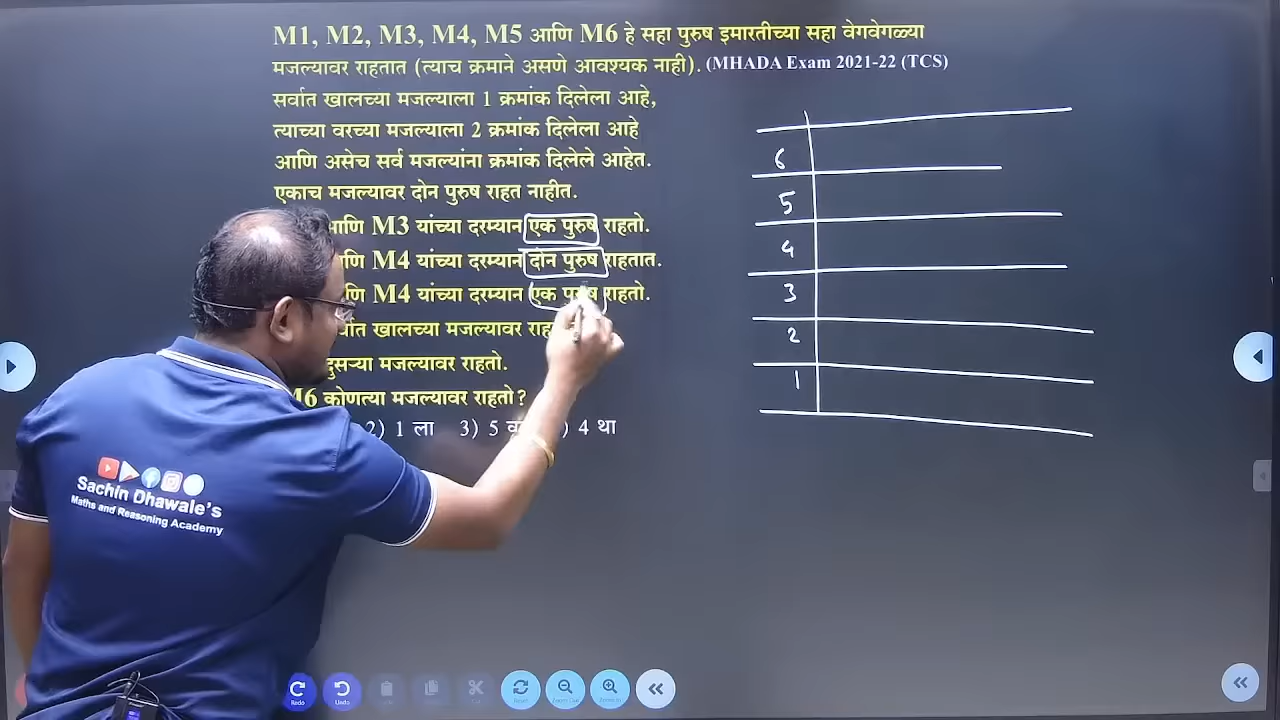 M1, M2, M3, M4, M5 आणि M6 हे सहा पुरुष इमारतीच्या सहा वेगवेगळ्या
मजल्यावर राहतात (त्याच क्रमाने असणे आवश्यक नाही). (MHADA Exam 2021-22 (TCS)
सर्वात खालच्या मजल्याला 1 क्रमांक दिलेला आहे,
त्याच्या वरच्या मजल्याला 2 क्रमांक दिलेला आहे
आणि असेच सर्व मजल्यांना क्रमांक दिलेले आहेत.
एकाच मजल्यावर दोन पुरुष राहत नाहीत.
M3 यांच्या दरम्यान एक पुरुष राहतो.
M4 यांच्या दरम्यान दोन पुरुष राहतात.
M4 यांच्या दरम्यान एक पुरुष राहतो.
खालच्या मजल्यावर
दुसऱ्या मजल्यावर राहतो.
M6 कोणत्या मजल्यावर राहतो?
2) 1 ला 3) 5 4 था
6
5
4
3
2
1
Sachin Dhawale's
Maths and Reasoning Academy
Redo
Undo